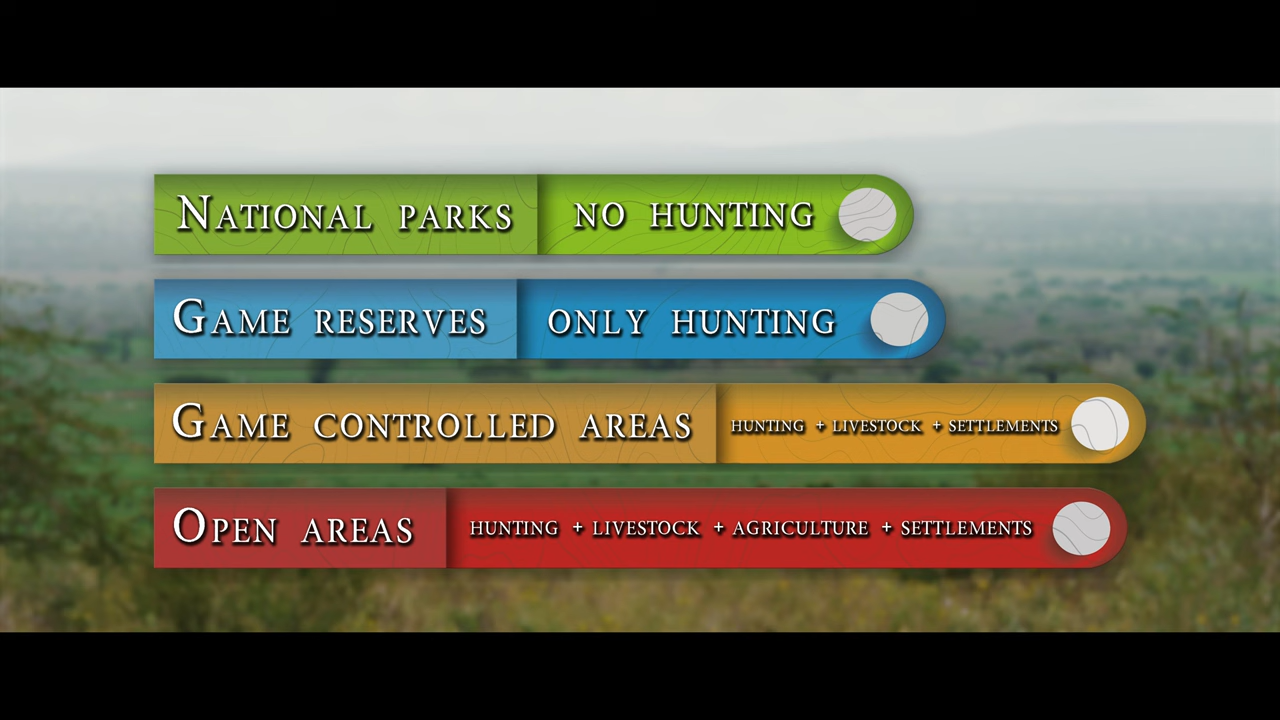 National parks no hunting
Game reserves only hunting
Game controlled areas hunting + livestock + settlements
Open areas hunting + livestock + agriculture + settlements